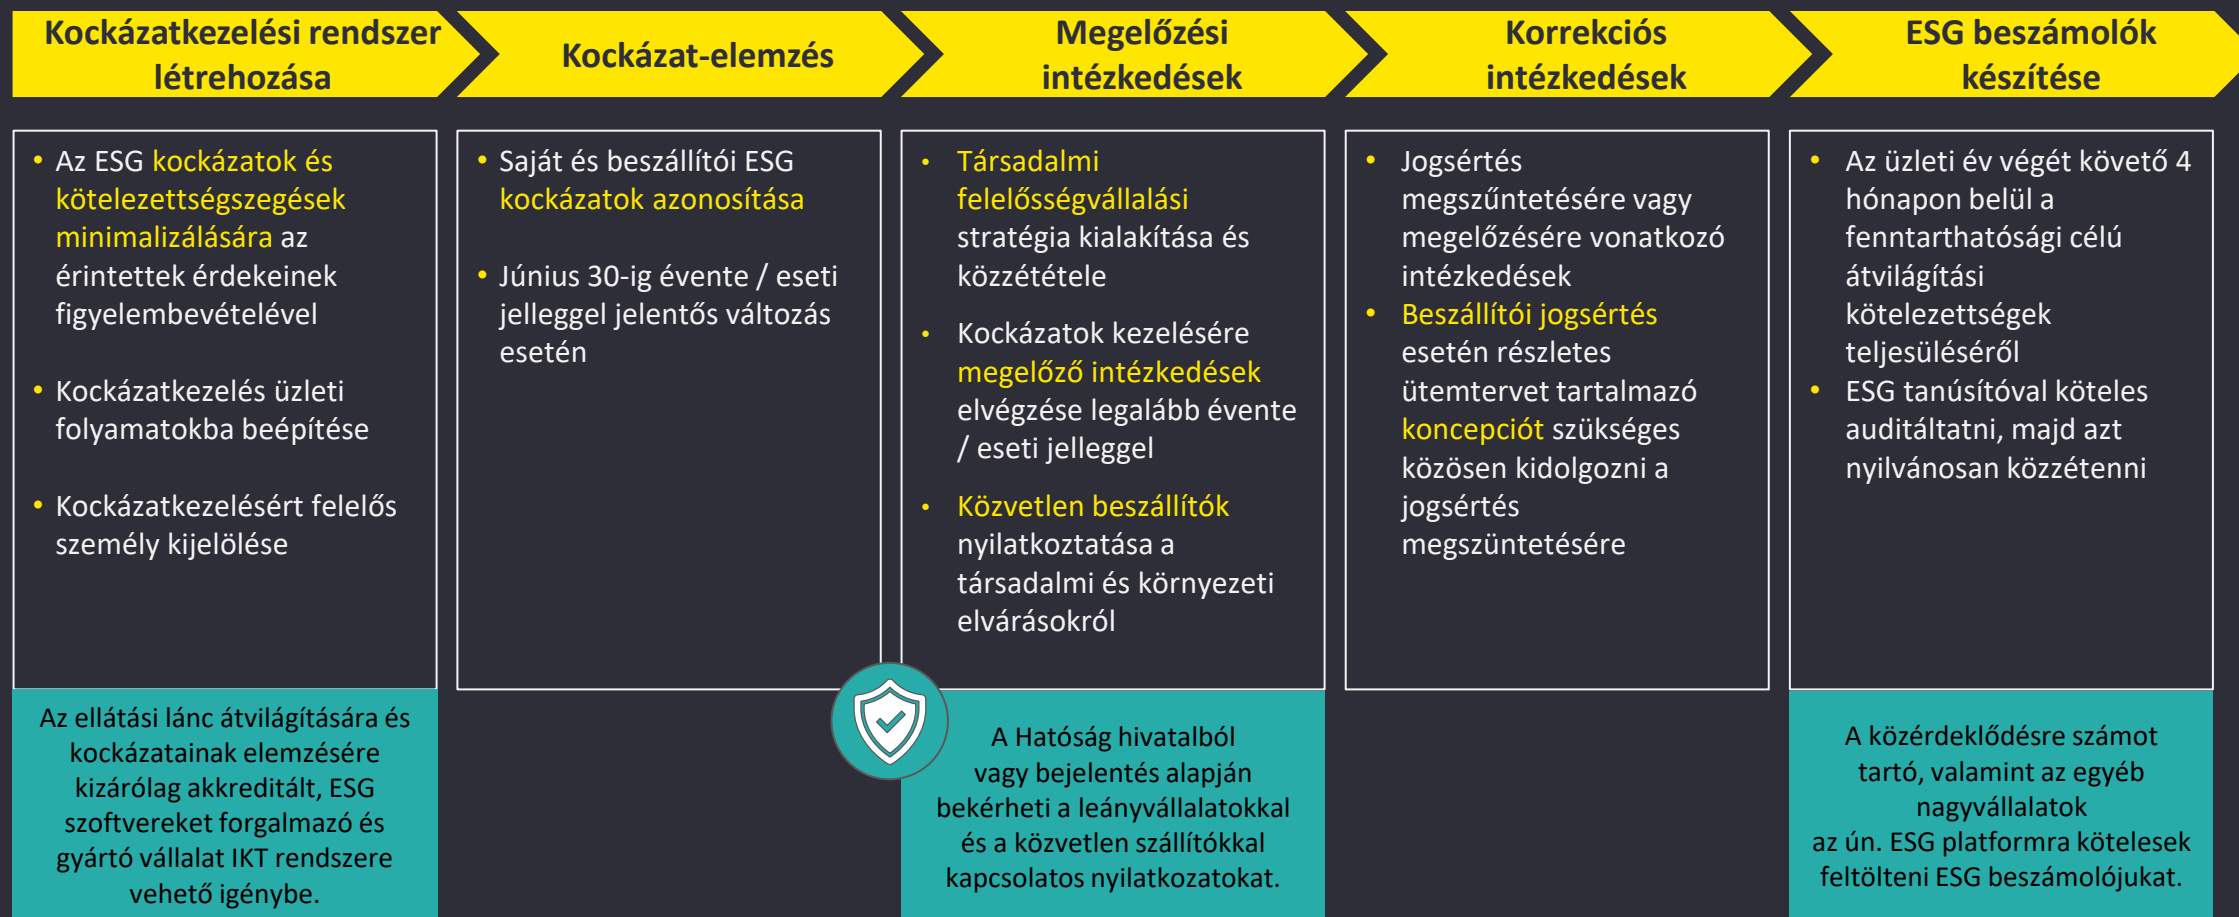 Kockázatkezelési rendszer
létrehozása
Kockázat-elemzés
Megelőzési
intézkedések
Korrekciós
intézkedések
ESG beszámolók
készítése
• Az ESG kockázatok és
kötelezettségszegések
minimalizálására az
érintettek érdekeinek
figyelembevételével
• Kockázatkezelés üzleti
folyamatokba beépítése
• Kockázatkezelésért felelős
személy kijelölése
• Saját és beszállítói ESG
kockázatok azonosítása
• Június 30-ig évente / eseti
jelleggel jelentős változás
esetén
• Társadalmi
felelősségvállalási
stratégia kialakítása és
közzététele
• Kockázatok kezelésére
megelőző intézkedések
elvégzése legalább évente
/ eseti jelleggel
• Közvetlen beszállítók
nyilatkoztatása a
társadalmi és környezeti
elvárásokról
• Jogsértés
megszűntetésére vagy
megelőzésére vonatkozó
intézkedések
• Beszállítói jogsértés
esetén részletes
ütemtervet tartalmazó
koncepciót szükséges
közösen kidolgozni a
jogsértés
megszüntetésére
• Az üzleti év végét követő 4
hónapon belül a
fenntarthatósági célú
átvilágítási
kötelezettségek
teljesüléséről
• ESG tanúsítóval köteles
auditáltatni, majd azt
nyilvánosan közzétenni
Az ellátási lánc átvilágítására és
kockázatainak elemzésére
kizárólag akkreditált, ESG
szoftvereket forgalmazó és
gyártó vállalat IKT rendszere
vehető igénybe.
A Hatóság hivatalból
vagy bejelentés alapján
bekérheti a leányvállalatokkal
és a közvetlen szállítókkal
kapcsolatos nyilatkozatokat.
A közérdeklődésre számot
tartó, valamint az egyéb
nagyvállalatok
az ún. ESG platformra kötelesek
feltölteni ESG beszámolójukat.